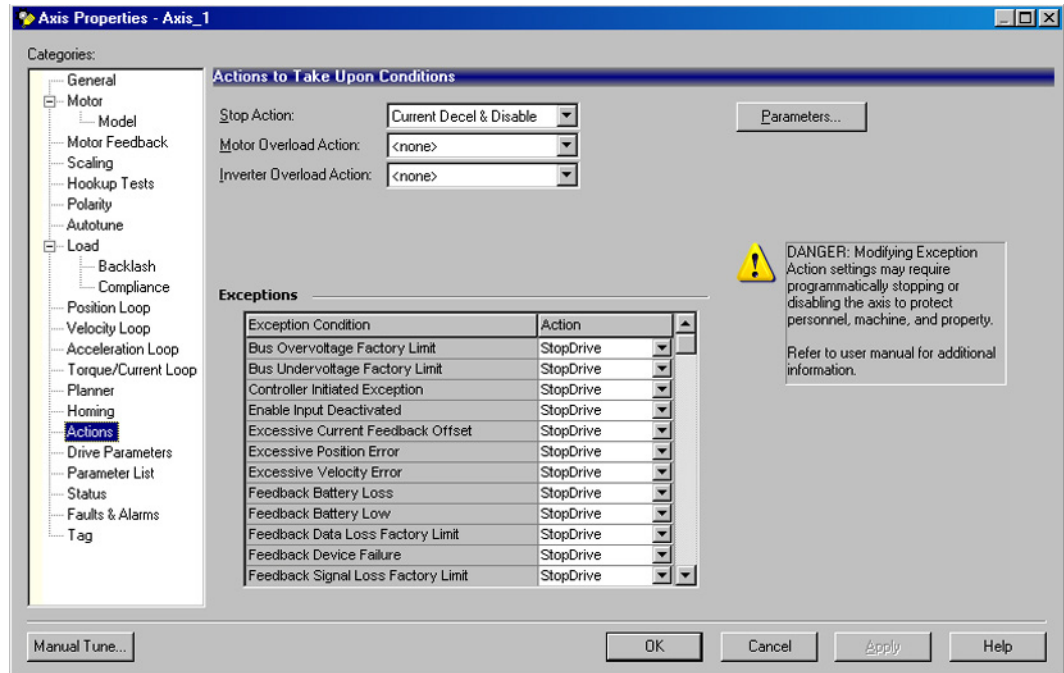 Axis Properties - Axis_1
Categories:
General
Motor
Model
Motor Feedback
Scaling
Hookup Tests
Polarity
Autotune
Load
Backlash
Compliance
Position Loop
Velocity Loop
Acceleration Loop
Torque/Current Loop
Planner
Homing
Actions
Drive Parameters
Parameter List
Status
Faults & Alarms
Tag
Actions to Take Upon Conditions
Stop Action: Current Decel & Disable
Parameters...
Motor Overload Action: <none>
Inverter Overload Action: <none>
DANGER: Modifying Exception
Action settings may require
programmatically stopping or
disabling the axis to protect
personnel, machine, and property.
Refer to user manual for additional
information.
Exceptions
Exception Condition Action
Bus Overvoltage Factory Limit StopDrive
Bus Undervoltage Factory Limit StopDrive
Controller Initiated Exception StopDrive
Enable Input Deactivated StopDrive
Excessive Current Feedback Offset StopDrive
Excessive Position Error StopDrive
Excessive Velocity Error StopDrive
Feedback Battery Loss StopDrive
Feedback Battery Low StopDrive
Feedback Data Loss Factory Limit StopDrive
Feedback Device Failure StopDrive
Feedback Signal Loss Factory Limit StopDrive
Manual Tune... OK Cancel Apply Help